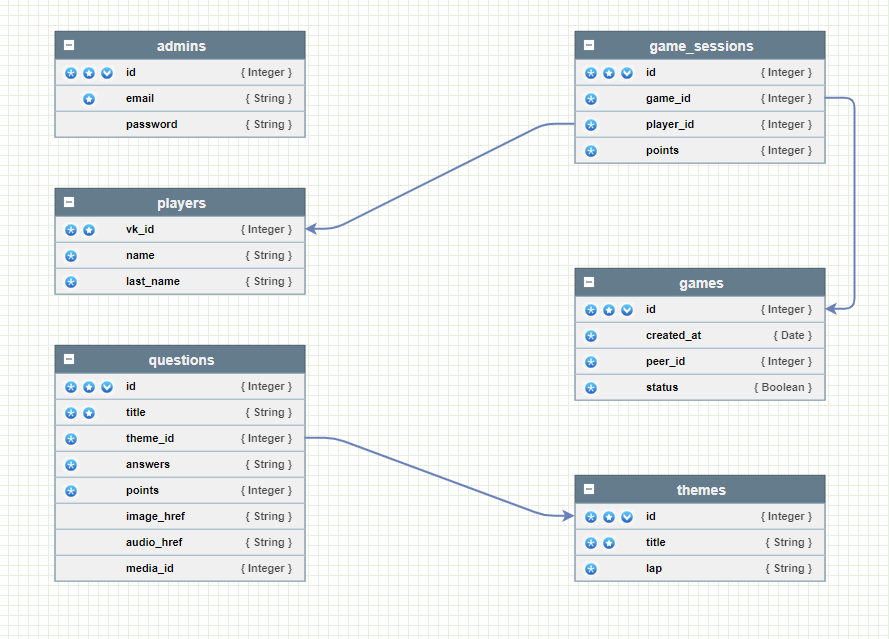 admins
id { Integer }
email { String }
password { String }
players
vk_id { Integer }
name { String }
last_name { String }
questions
id { Integer }
title { String }
theme_id { Integer }
answers { String }
points { Integer }
image_href { String }
audio_href { String }
media_id { Integer }
game_sessions
id { Integer }
game_id { Integer }
player_id { Integer }
points { Integer }
games
id { Integer }
created_at { Date }
peer_id { Integer }
status { Boolean }
themes
id { Integer }
title { String }
lap { String }